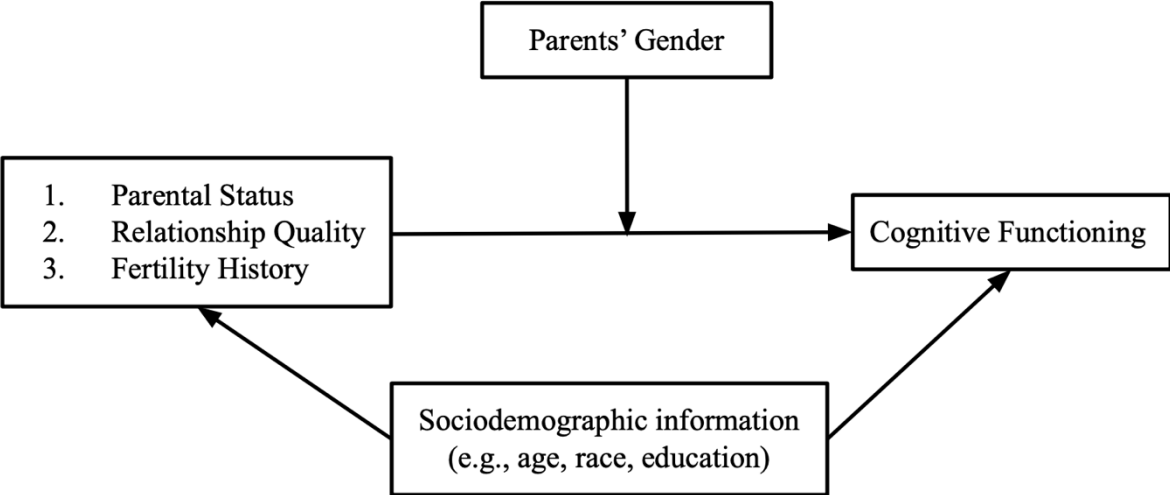 Parents’ Gender
1. Parental Status
2. Relationship Quality
3. Fertility History
Cognitive Functioning
Sociodemographic information
(e.g., age, race, education)